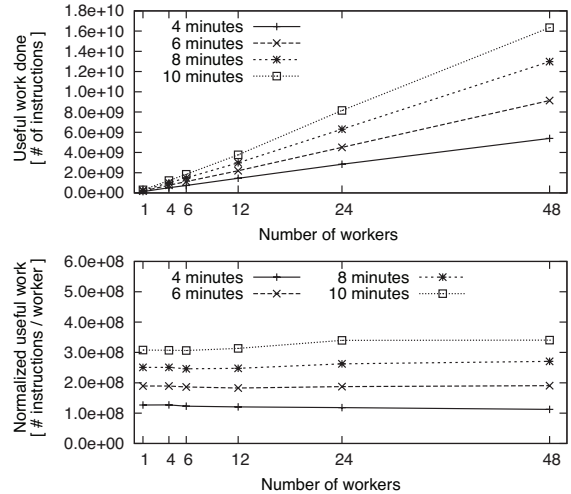 Useful work done
[ # of instructions]
1.8e+10
1.6e+10
1.4e+10
1.2e+10
1.0e+10
8.0e+09
6.0e+09
4.0e+09
2.0e+09
0.0e+00
4 minutes
6 minutes
8 minutes
10 minutes
1 4 6 12 24 48
Number of workers
Normalized useful work
[ # instructions / worker]
6.0e+08
5.0e+08
4.0e+08
3.0e+08
2.0e+08
1.0e+08
0.0e+00
4 minutes 8 minutes
6 minutes 10 minutes
1 4 6 12 24 48
Number of workers